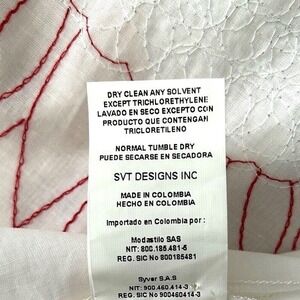 DRY CLEAN ANY SOLVENT
EXCEPT TRICHLORETHYLENE
LAVADO EN SECO EXCEPTO CON
PRODUCTO QUE CONTENGAN
TRICLORETILENO
NORMAL TUMBLE DRY
PUEDE SECARSE EN SECADORA
SVT DESIGNS INC
MADE IN COLOMBIA
HECHO EN COLOMBIA
Importado en Colombia por :
Modastilo SAS
NIT: 800.185.481-5
REG. SIC No 800185481
Syver S.A.S
NIT: 900.460.414-3
REG. SIC No 900460414-3